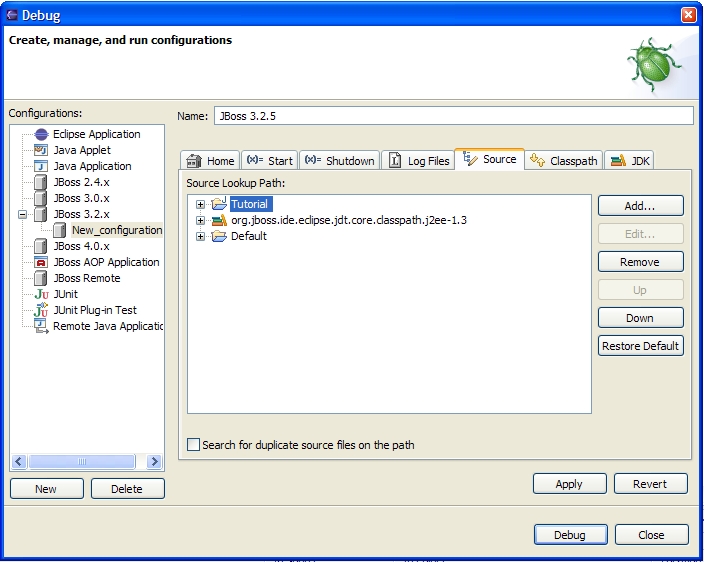 Debug
Create, manage, and run configurations
Configurations:
Eclipse Application
Java Applet
Java Application
JBoss 2.4.x
JBoss 3.0.x
JBoss 3.2.x
New_configuration
JBoss 4.0.x
JBoss AOP Application
JBoss Remote
JUnit
JUnit Plug-in Test
Remote Java Applicatic
New Delete
Name: JBoss 3.2.5
Home Start Shutdown Log Files Source Classpath JDK
Source Lookup Path:
Tutorial
org.jboss.ide.eclipse.jdt.core.classpath.j2ee-1.3
Default
Add...
Edit...
Remove
Up
Down
Restore Default
Search for duplicate source files on the path
Apply Revert
Debug Close